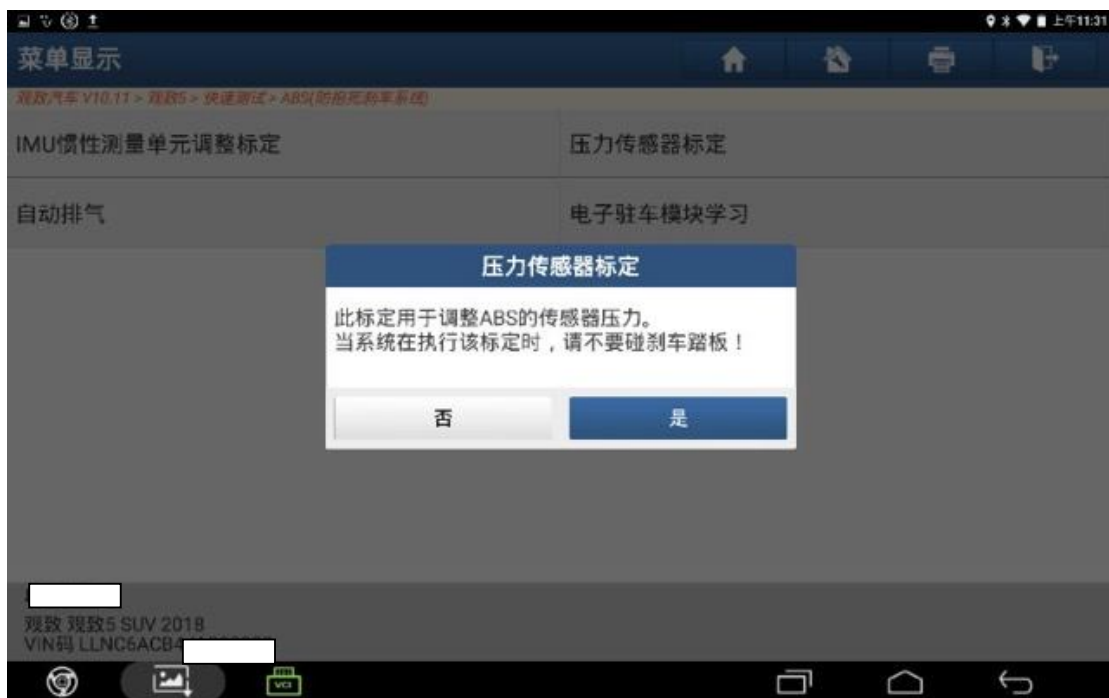 上午11:31
菜单显示
观致汽车 V10.11 > 观致5 > 快速测试 > ABS(防抱死刹车系统)
IMU惯性测量单元调整标定
压力传感器标定
自动排气
电子驻车模块学习
压力传感器标定
此标定用于调整ABS的传感器压力。
当系统在执行该标定时，请不要碰刹车踏板！
否
是
观致 观致5 SUV 2018
VIN码 LLNC6ACB4
VCI